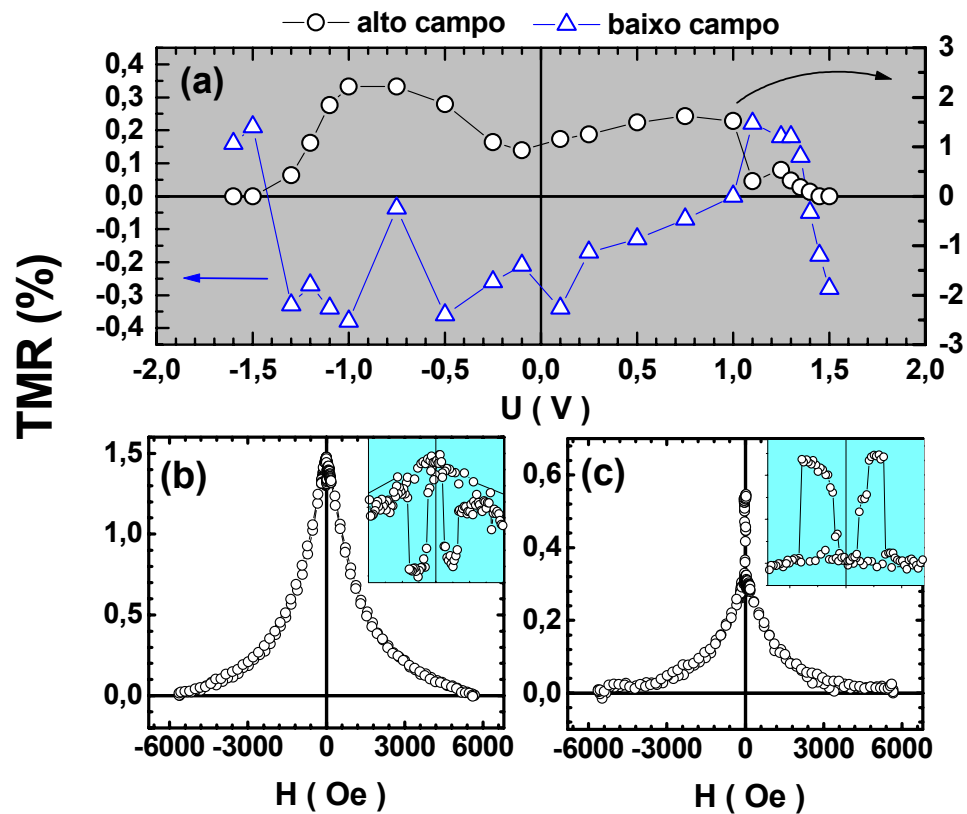 alto campo
baixo campo
(a)
0,4
0,3
0,2
0,1
0,0
-0,1
-0,2
-0,3
-0,4
3
2
1
0
-1
-2
-3
-2,0 -1,5 -1,0 -0,5 0,0 0,5 1,0 1,5 2,0
U ( V )
TMR (%)
(b)
1,5
1,0
0,5
0,0
-6000 -3000 0 3000 6000
H ( Oe )
(c)
0,6
0,4
0,2
0,0
-6000 -3000 0 3000 6000
H ( Oe )